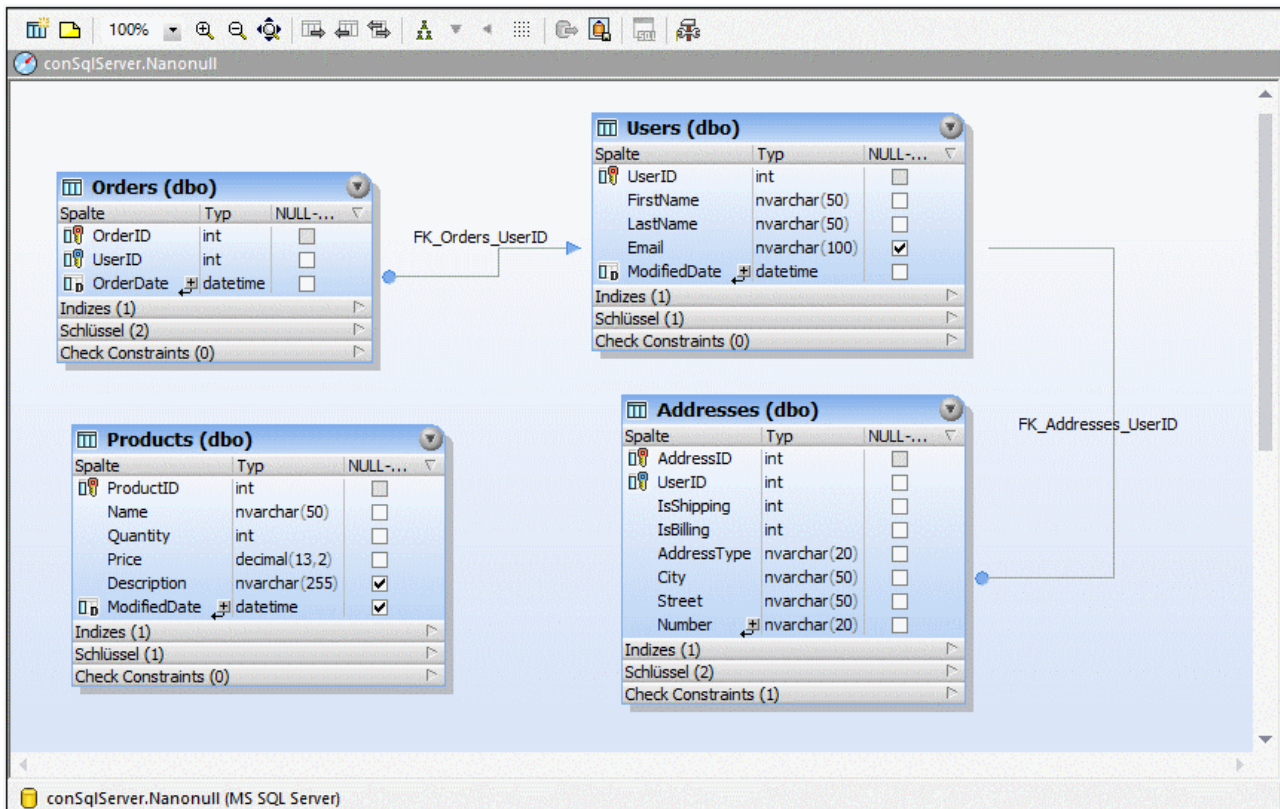 100%
conSqlServer.Nanonull
Orders (dbo)
Spalte Typ NULL-...
OrderID int
UserID int
OrderDate datetime
Indizes (1)
Schlüssel (2)
Check Constraints (0)
FK_Orders_UserID
Users (dbo)
Spalte Typ NULL-...
UserID int
FirstName nvarchar(50)
LastName nvarchar(50)
Email nvarchar(100)
ModifiedDate datetime
Indizes (1)
Schlüssel (1)
Check Constraints (0)
Products (dbo)
Spalte Typ NULL-...
ProductID int
Name nvarchar(50)
Quantity int
Price decimal(13,2)
Description nvarchar(255)
ModifiedDate datetime
Indizes (1)
Schlüssel (1)
Check Constraints (0)
Addresses (dbo)
Spalte Typ NULL-...
AddressID int
UserID int
IsShipping int
IsBilling int
AddressType nvarchar(20)
City nvarchar(50)
Street nvarchar(50)
Number nvarchar(20)
Indizes (1)
Schlüssel (2)
Check Constraints (1)
FK_Addresses_UserID
conSqlServer.Nanonull (MS SQL Server)